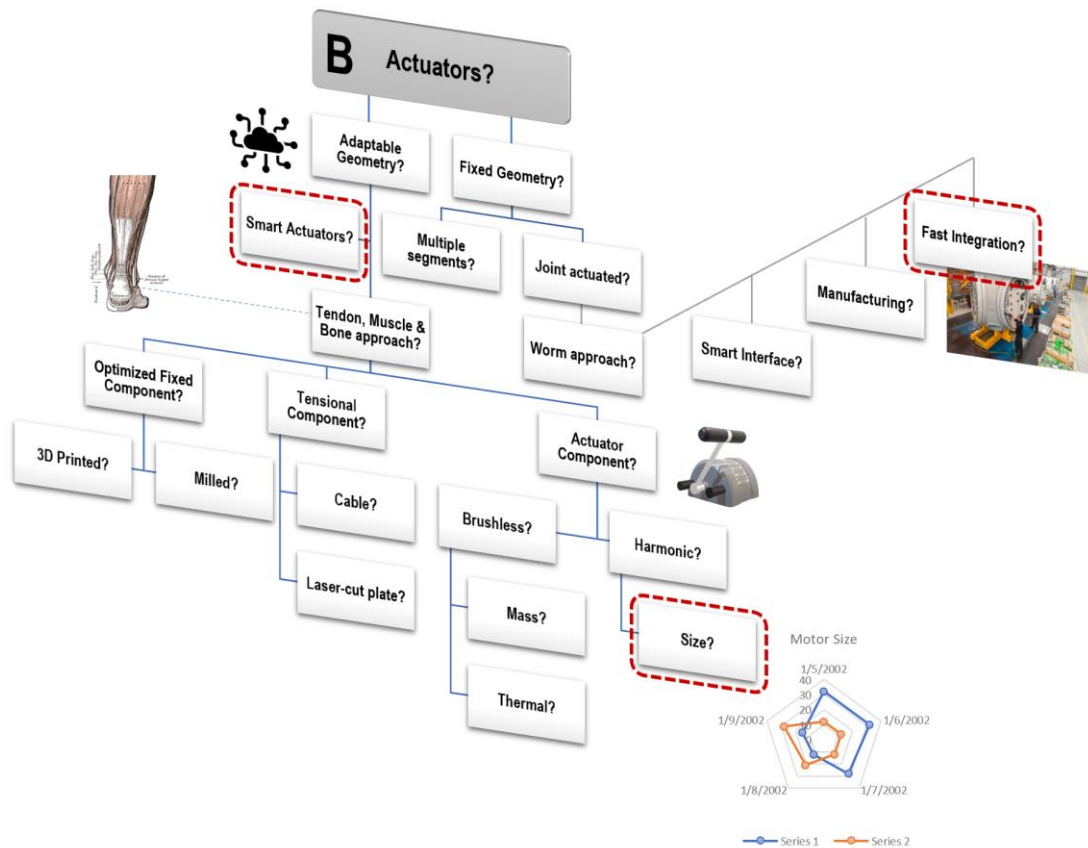 B Actuators?
Adaptable
Geometry?
Fixed Geometry?
Smart Actuators?
Multiple
segments?
Joint actuated?
Fast Integration?
Manufacturing?
Smart Interface?
Worm approach?
Tendon, Muscle &
Bone approach?
Optimized Fixed
Component?
Tensional
Component?
Actuator
Component?
3D Printed?
Milled?
Cable?
Laser-cut plate?
Brushless?
Harmonic?
Mass?
Thermal?
Size?
Motor Size
1/5/2002
40
30
20
10
0
1/6/2002
1/7/2002
1/8/2002
1/9/2002
Series 1
Series 2